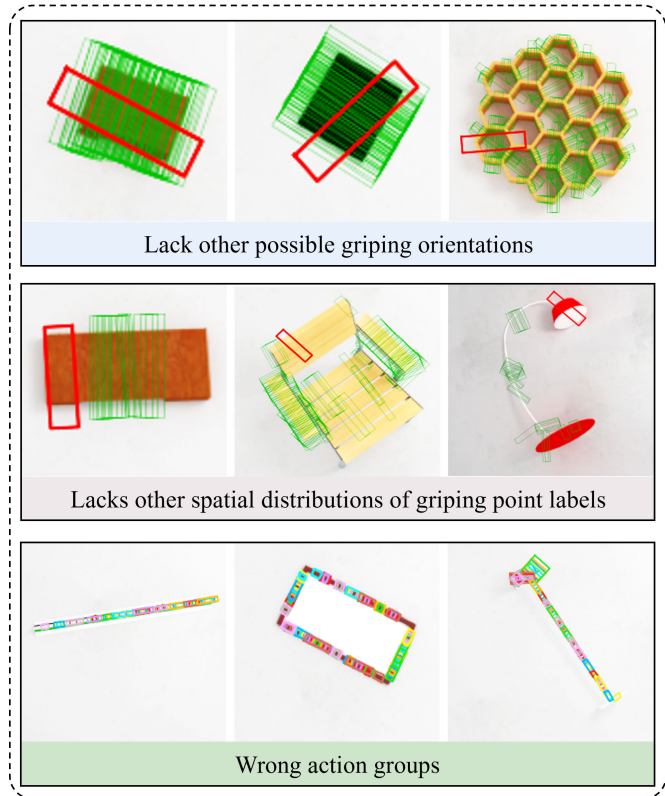 Lack other possible griping orientations
Lacks other spatial distributions of griping point labels
Wrong action groups